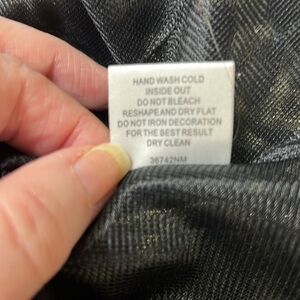 HAND WASH COLD
INSIDE OUT
DO NOT BLEACH
RESHAPE AND DRY FLAT
DO NOT IRON DECORATION
FOR THE BEST RESULT
DRY CLEAN
36742NM